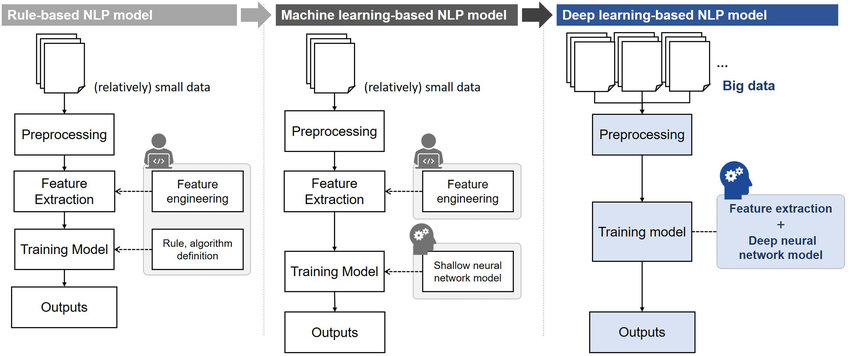 Rule-based NLP model
(relatively) small data
Preprocessing
Feature
Extraction
Feature
engineering
Training Model
Rule, algorithm
definition
Outputs
Machine learning-based NLP model
(relatively) small data
Preprocessing
Feature
Extraction
Feature
engineering
Training Model
Shallow neural
network model
Outputs
Deep learning-based NLP model
...
Big data
Preprocessing
Training model
Feature extraction
+
Deep neural
network model
Outputs